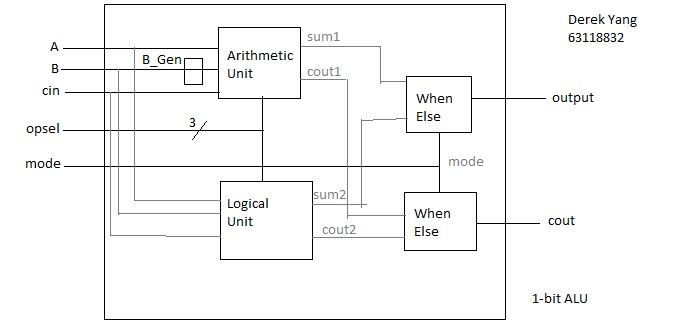 Derek Yang
63118832
A
B
cin
opsel
mode
B_Gen
3
Arithmetic
Unit
sum1
cout1
When
Else
output
mode
Logical
Unit
sum2
cout2
When
Else
cout
1-bit ALU